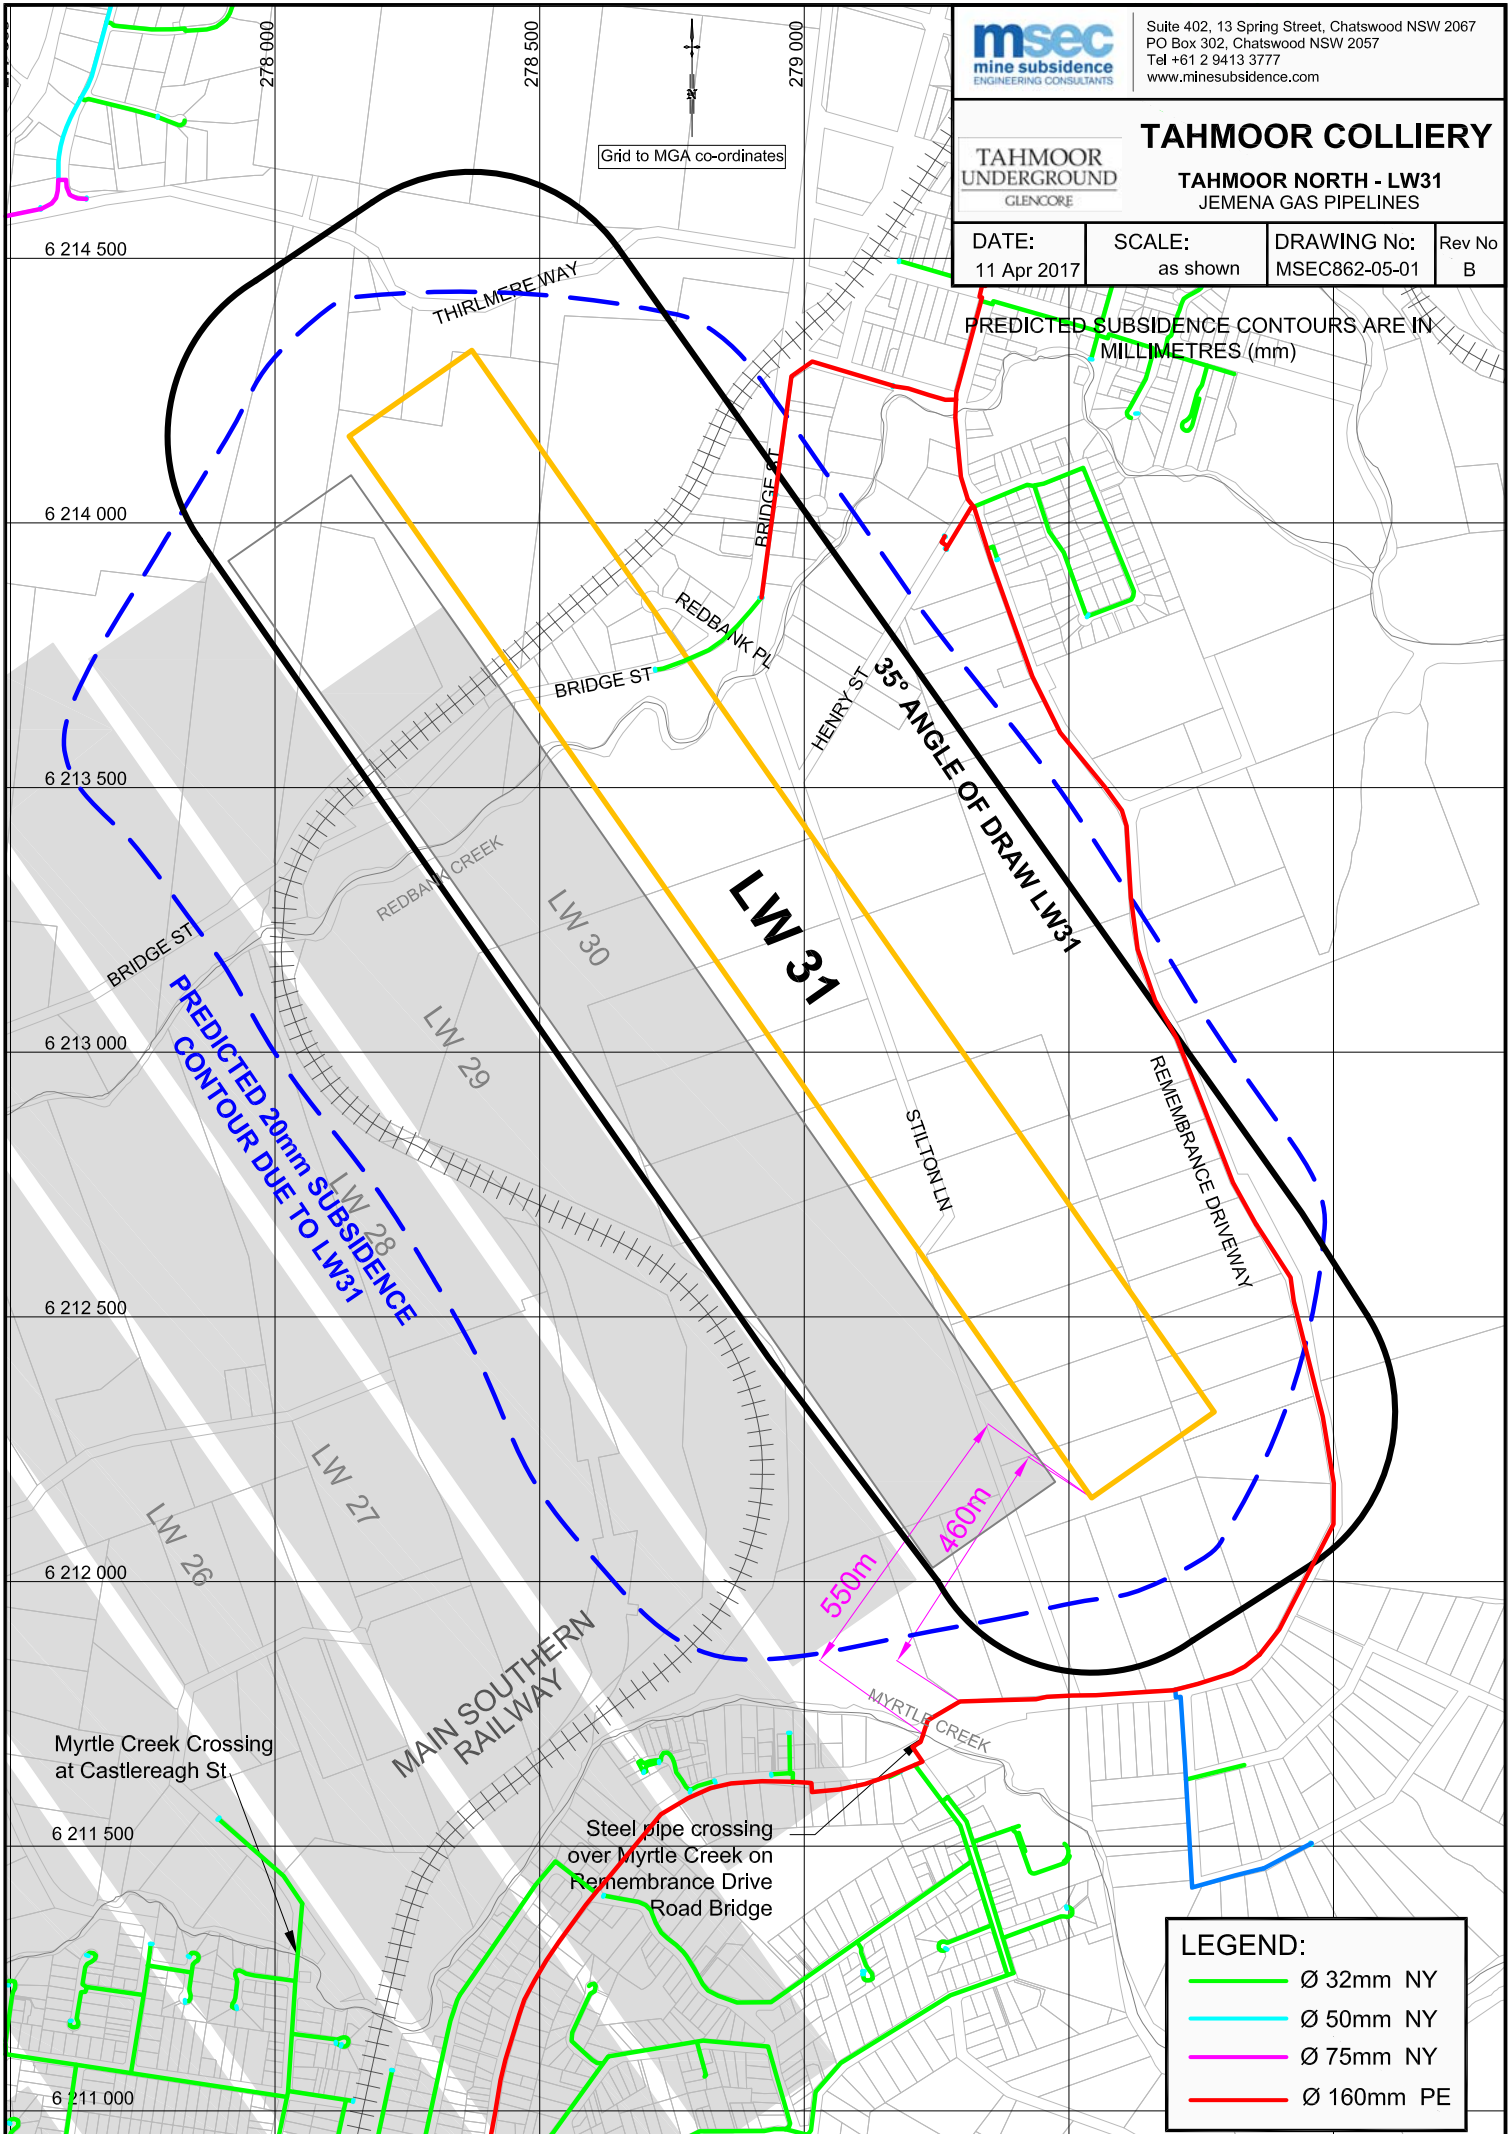 278 000
278 500
279 000
N
Grid to MGA co-ordinates
msec
mine subsidence
ENGINEERING CONSULTANTS
Suite 402, 13 Spring Street, Chatswood NSW 2067
PO Box 302, Chatswood NSW 2057
Tel +61 2 9413 3777
www.minesubsidence.com
TAHMOOR
UNDERGROUND
GLENCORE
TAHMOOR COLLIERY
TAHMOOR NORTH - LW31
JEMENA GAS PIPELINES
DATE:
11 Apr 2017
SCALE:
as shown
DRAWING No:
MSEC862-05-01
Rev No
B
PREDICTED SUBSIDENCE CONTOURS ARE IN
MILLIMETRES (mm)
6 214 500
THIRLMERE WAY
6 214 000
BRIDGE ST
REDBANK PL
BRIDGE ST
HENRY ST
35° ANGLE OF DRAW LW31
6 213 500
REDBANK CREEK
LW 30
LW 31
BRIDGE ST
PREDICTED 20mm SUBSIDENCE
CONTOUR DUE TO LW31
LW 29
6 213 000
REMEMBRANCE DRIVEWAY
STILTON LN
LW 28
6 212 500
LW 27
LW 26
460m
550m
6 212 000
MAIN SOUTHERN
RAILWAY
MYRTLE CREEK
Myrtle Creek Crossing
at Castlereagh St
Steel pipe crossing
over Myrtle Creek on
Remembrance Drive
Road Bridge
6 211 500
6 211 000
LEGEND:
Ø 32mm NY
Ø 50mm NY
Ø 75mm NY
Ø 160mm PE